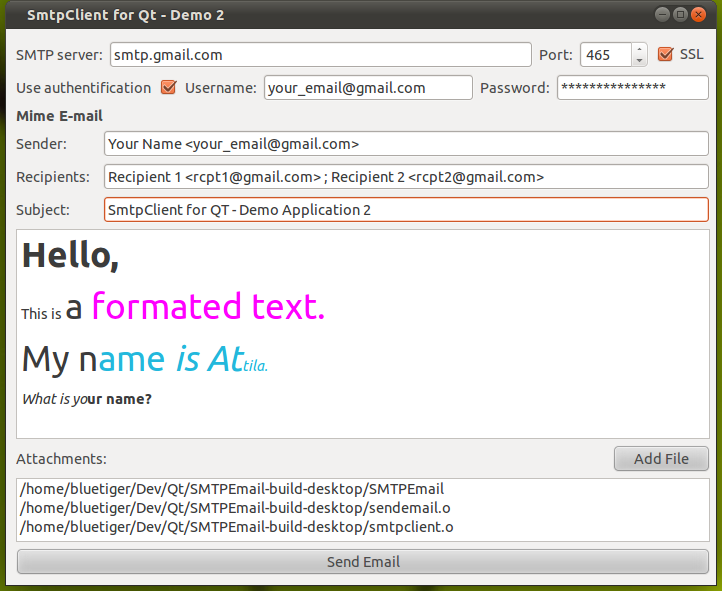 SmtpClient for Qt - Demo 2
SMTP server: smtp.gmail.com Port: 465 SSL
Use authentification Username: your_email@gmail.com Password: ***************
Mime E-mail
Sender: Your Name <your_email@gmail.com>
Recipients: Recipient 1 <rcpt1@gmail.com> ; Recipient 2 <rcpt2@gmail.com>
Subject: SmtpClient for QT - Demo Application 2
Hello,
This is a formated text.
My name is Attila.
What is your name?
Attachments: Add File
/home/bluetiger/Dev/Qt/SMTPEmail-build-desktop/SMTPEmail
/home/bluetiger/Dev/Qt/SMTPEmail-build-desktop/sendemail.o
/home/bluetiger/Dev/Qt/SMTPEmail-build-desktop/smtpclient.o
Send Email